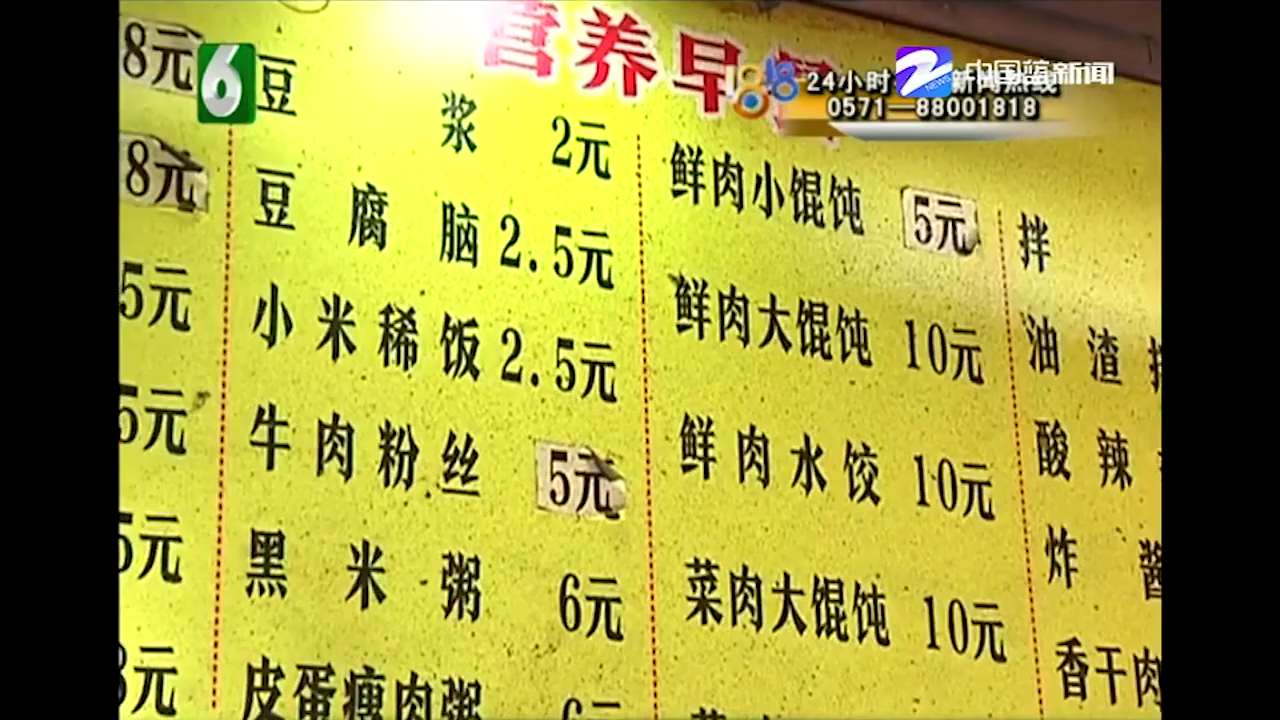 营养早
6
1818
24小时
新闻热线
0571—88001818
中国蓝新闻
NEWS
8元
8元
5元
5元
5元
豆浆 2元
豆腐脑 2.5元
小米稀饭 2.5元
牛肉粉丝 5元
黑米粥 6元
皮蛋瘦肉粥
鲜肉小馄饨 5元
鲜肉大馄饨 10元
鲜肉水饺 10元
菜肉大馄饨 10元
拌
油渣
酸辣
炸酱
香干肉